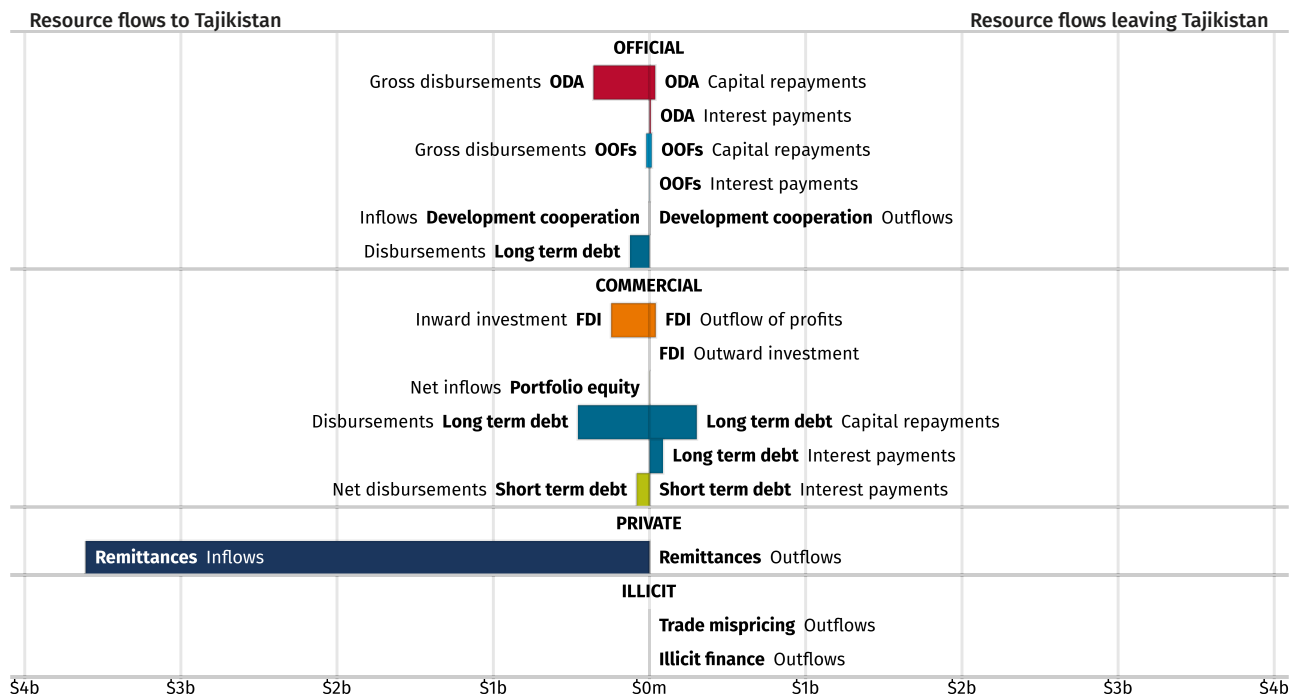 Resource flows to Tajikistan Resource flows leaving Tajikistan
OFFICIAL
Gross disbursements ODA ODA Capital repayments
ODA Interest payments
Gross disbursements OOFs OOFs Capital repayments
OOFs Interest payments
Inflows Development cooperation Development cooperation Outflows
Disbursements Long term debt
COMMERCIAL
Inward investment FDI FDI Outflow of profits
FDI Outward investment
Net inflows Portfolio equity
Disbursements Long term debt Long term debt Capital repayments
Long term debt Interest payments
Net disbursements Short term debt Short term debt Interest payments
PRIVATE
Remittances Inflows Remittances Outflows
ILLICIT
Trade mispricing Outflows
Illicit finance Outflows
$4b $3b $2b $1b $0m $1b $2b $3b $4b